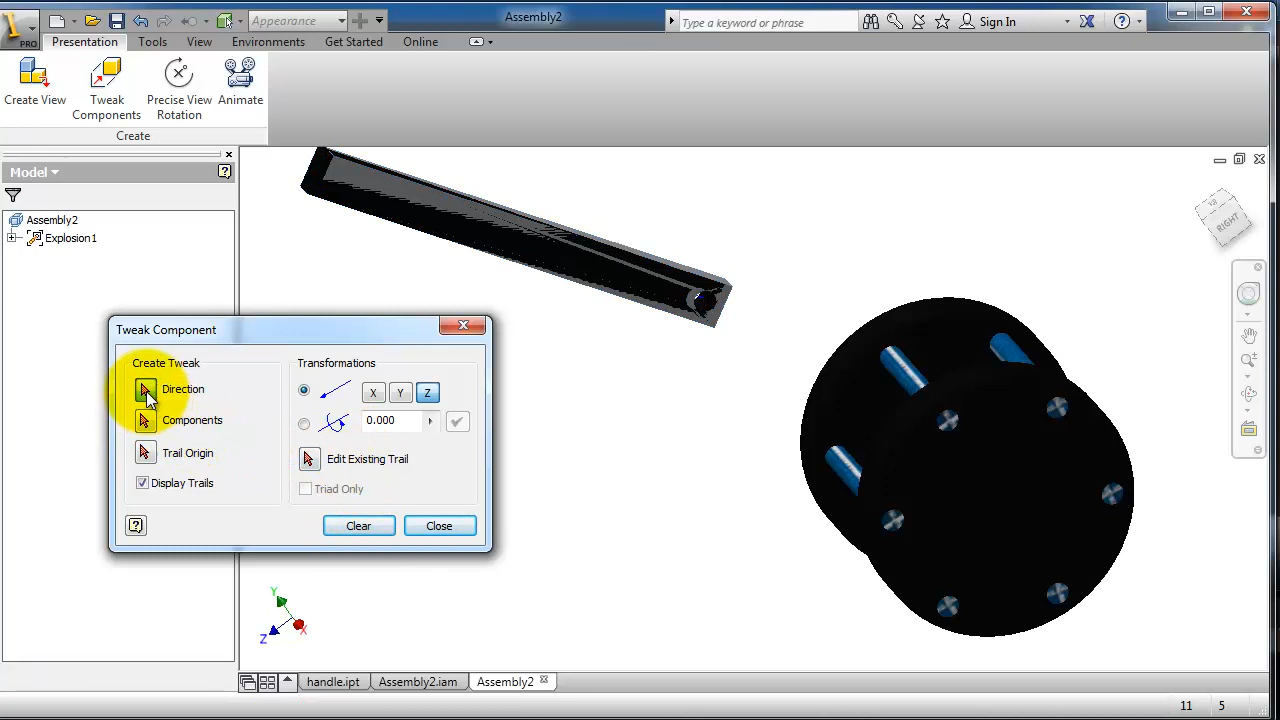 Appearance
Assembly2
Type a keyword or phrase
Sign In
PRO
Presentation
Tools
View
Environments
Get Started
Online
Create View
Tweak Components
Precise View Rotation
Animate
Create
Model
Assembly2
Explosion1
RIGHT
Tweak Component
Create Tweak
Direction
Components
Trail Origin
Display Trails
Transformations
X Y Z
0.000
Edit Existing Trail
Triad Only
Clear
Close
Y
Z
X
handle.ipt
Assembly2.iam
Assembly2
11 5